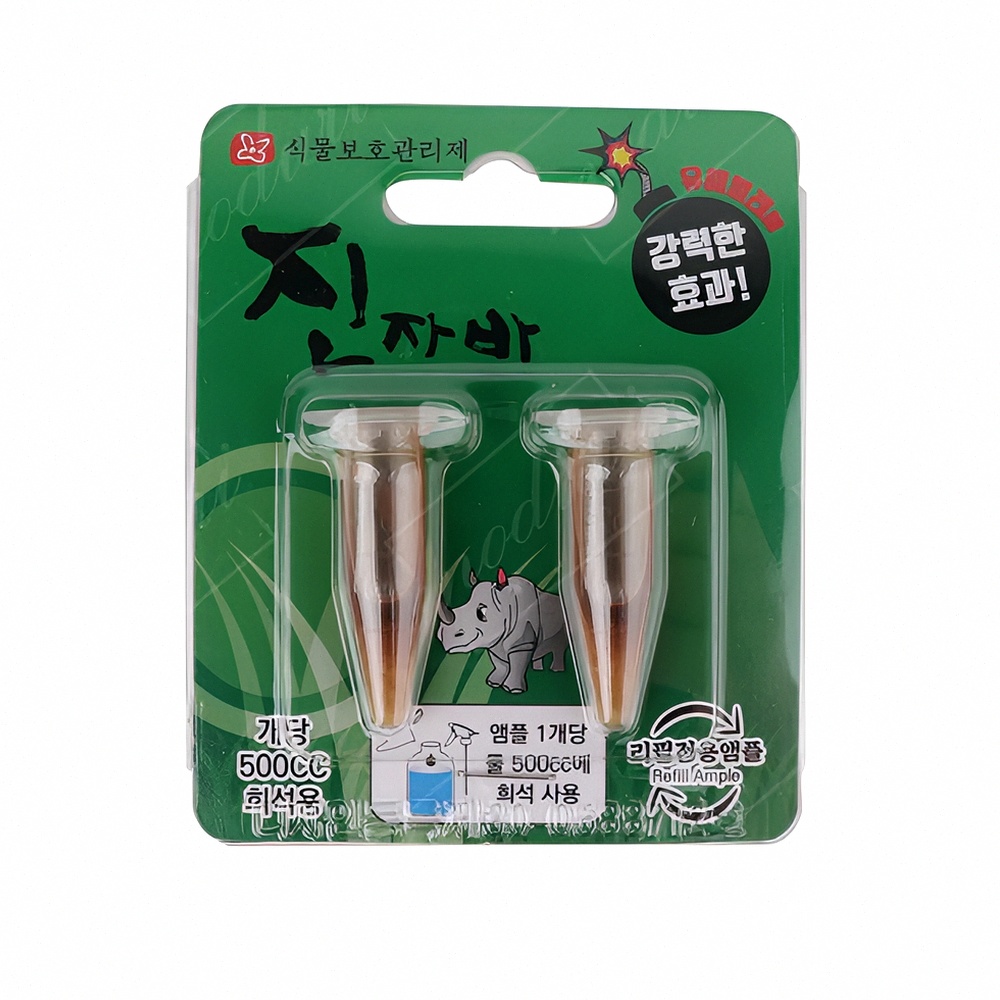 식물보호관리제
강력한
효과!
진자바
개당
500CC
희석용
앰플 1개당
물 500cc에
희석 사용
리필전용앰플
Refill Ample